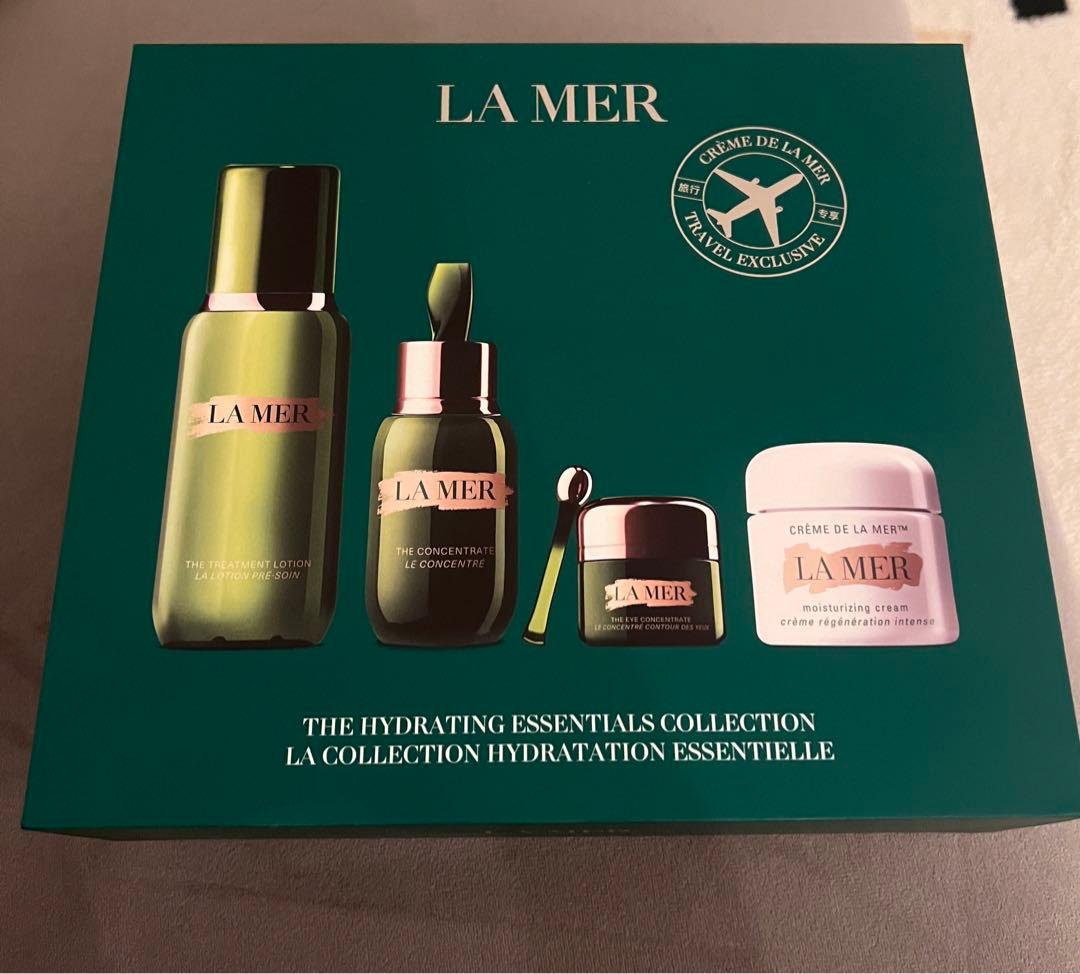 LA MER
CRÈME DE LA MER
旅行
专享
TRAVEL EXCLUSIVE
LA MER
THE TREATMENT LOTION
LA LOTION PRÉ-SOIN
LA MER
THE CONCENTRATE
LE CONCENTRÉ
LA MER
THE EYE CONCENTRATE
LE CONCENTRÉ CONTOUR DES YEUX
CRÈME DE LA MER™
LA MER
moisturizing cream
crème régénération intense
THE HYDRATING ESSENTIALS COLLECTION
LA COLLECTION HYDRATATION ESSENTIELLE